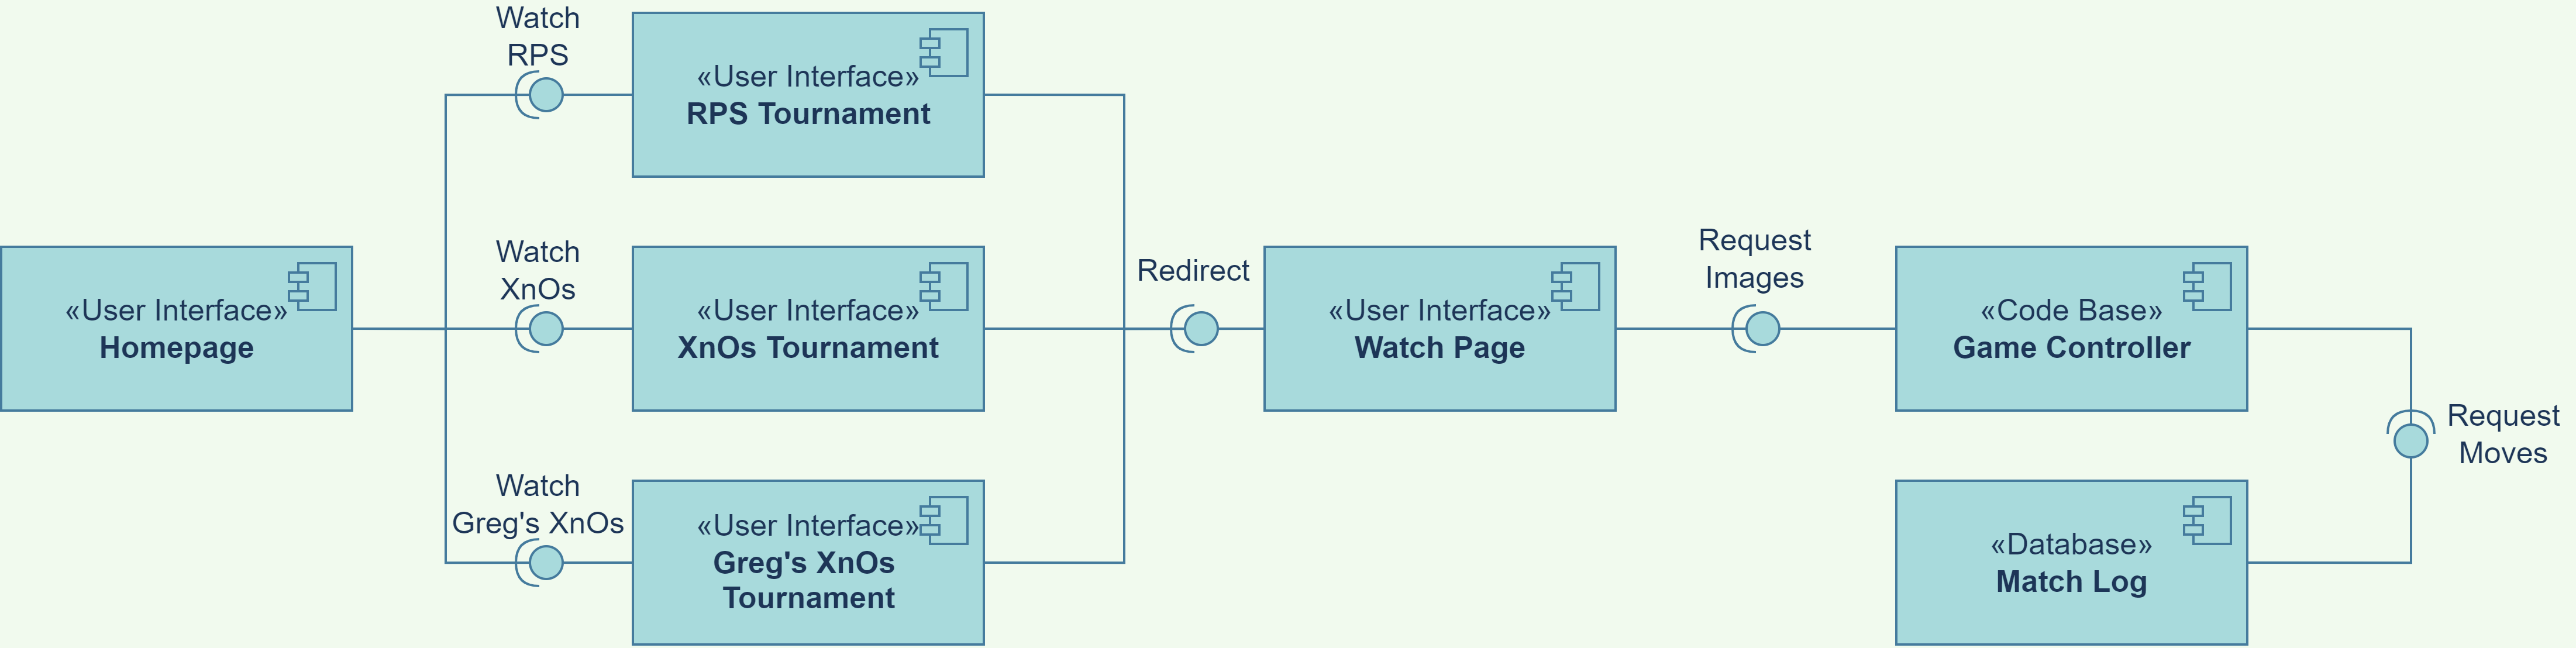 Watch
RPS
«User Interface»
RPS Tournament
«User Interface»
Homepage
Watch
XnOs
«User Interface»
XnOs Tournament
Watch
Greg's XnOs
«User Interface»
Greg's XnOs
Tournament
Redirect
«User Interface»
Watch Page
Request
Images
«Code Base»
Game Controller
Request
Moves
«Database»
Match Log